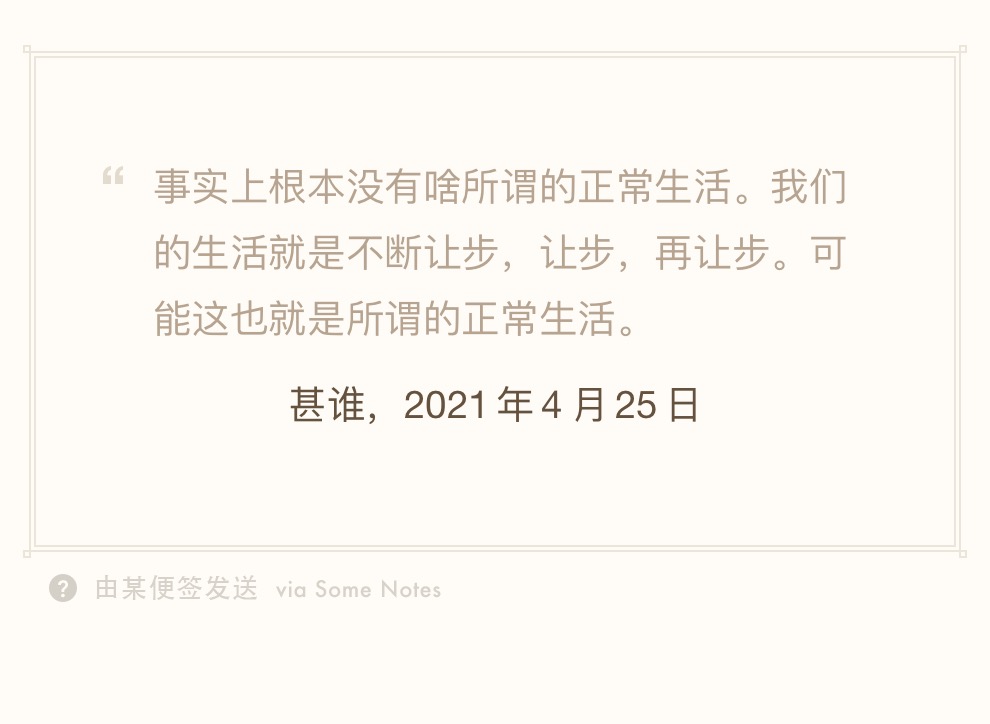 “ 事实上根本没有啥所谓的正常生活。我们
的生活就是不断让步，让步，再让步。可
能这也就是所谓的正常生活。
甚谁，2021 年 4 月 25 日
? 由某便签发送 via Some Notes